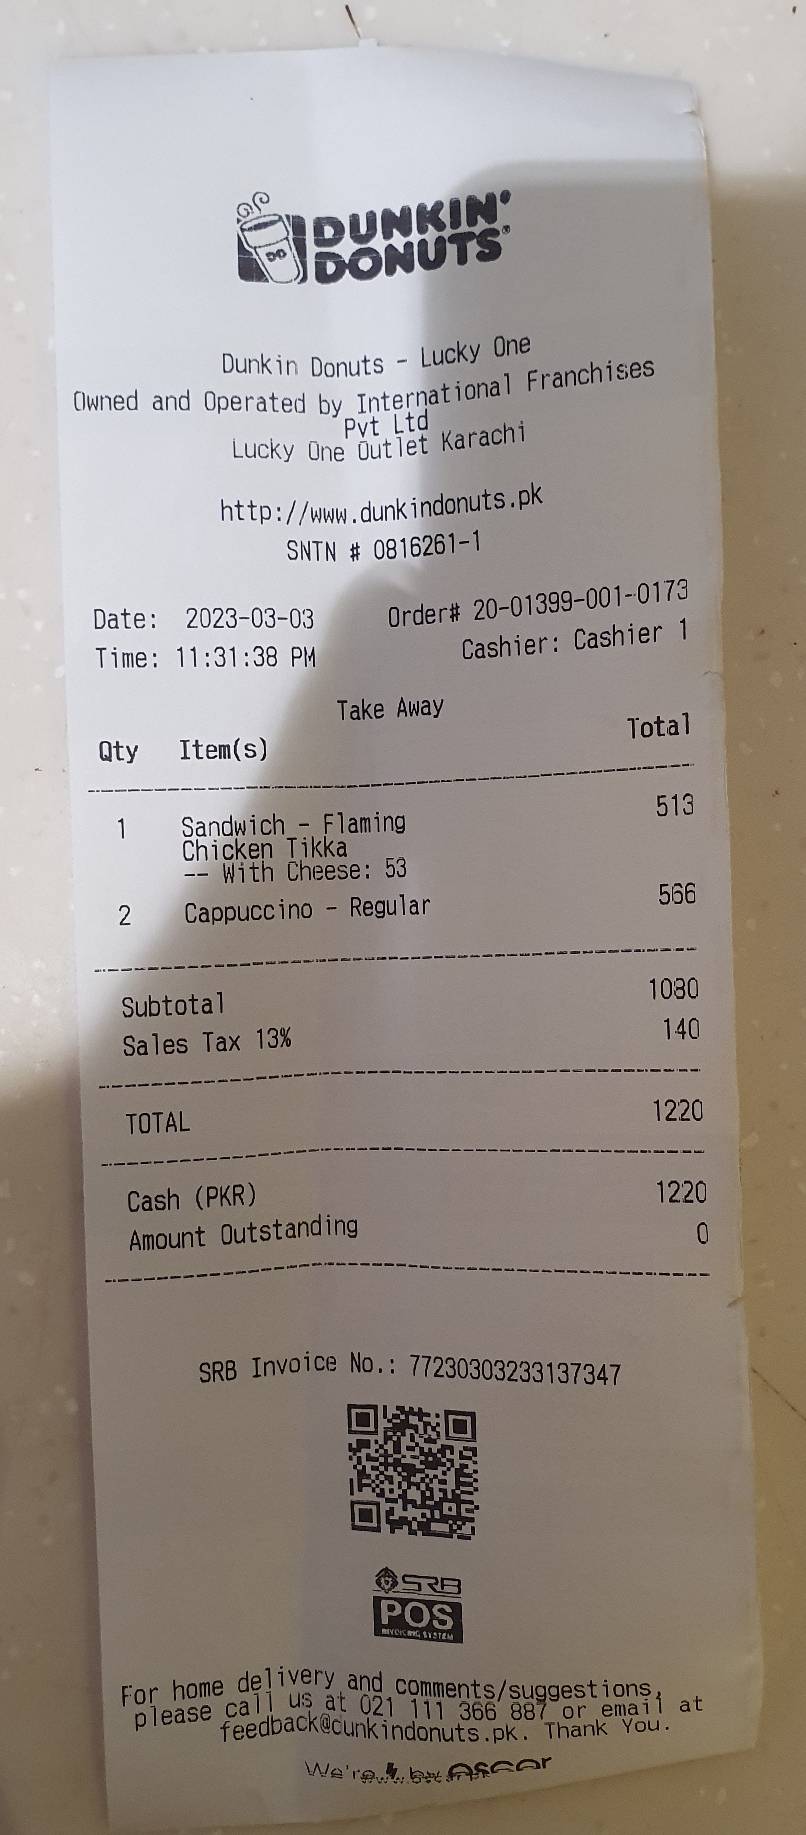 DD
DUNKIN'
DONUTS®
Dunkin Donuts - Lucky One
Owned and Operated by International Franchises
Pvt Ltd
Lucky One Outlet Karachi
http://www.dunkindonuts.pk
SNTN # 0816261-1
Date: 2023-03-03 Order# 20-01399-001-0173
Time: 11:31:38 PM Cashier: Cashier 1
Take Away
Qty Item(s) Total
1 Sandwich - Flaming 513
Chicken Tikka
-- With Cheese: 53
2 Cappuccino - Regular 566
Subtotal 1080
Sales Tax 13% 140
TOTAL 1220
Cash (PKR) 1220
Amount Outstanding 0
SRB Invoice No.: 77230303233137347
SRB
POS
INVOICING SYSTEM
For home delivery and comments/suggestions,
please call us at 021 111 366 887 or email at
feedback@cunkindonuts.pk. Thank You.
We're by Oscar